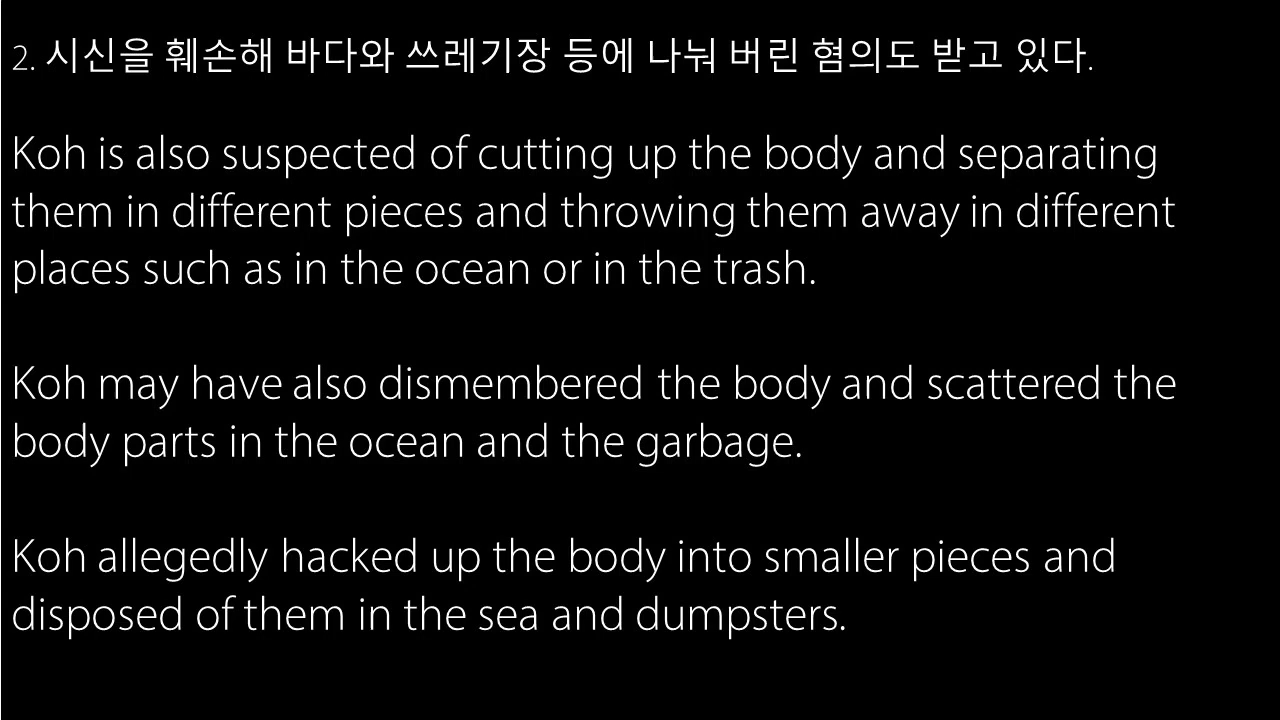 2. 시신을 훼손해 바다와 쓰레기장 등에 나눠 버린 혐의도 받고 있다.
Koh is also suspected of cutting up the body and separating
them in different pieces and throwing them away in different
places such as in the ocean or in the trash.
Koh may have also dismembered the body and scattered the
body parts in the ocean and the garbage.
Koh allegedly hacked up the body into smaller pieces and
disposed of them in the sea and dumpsters.